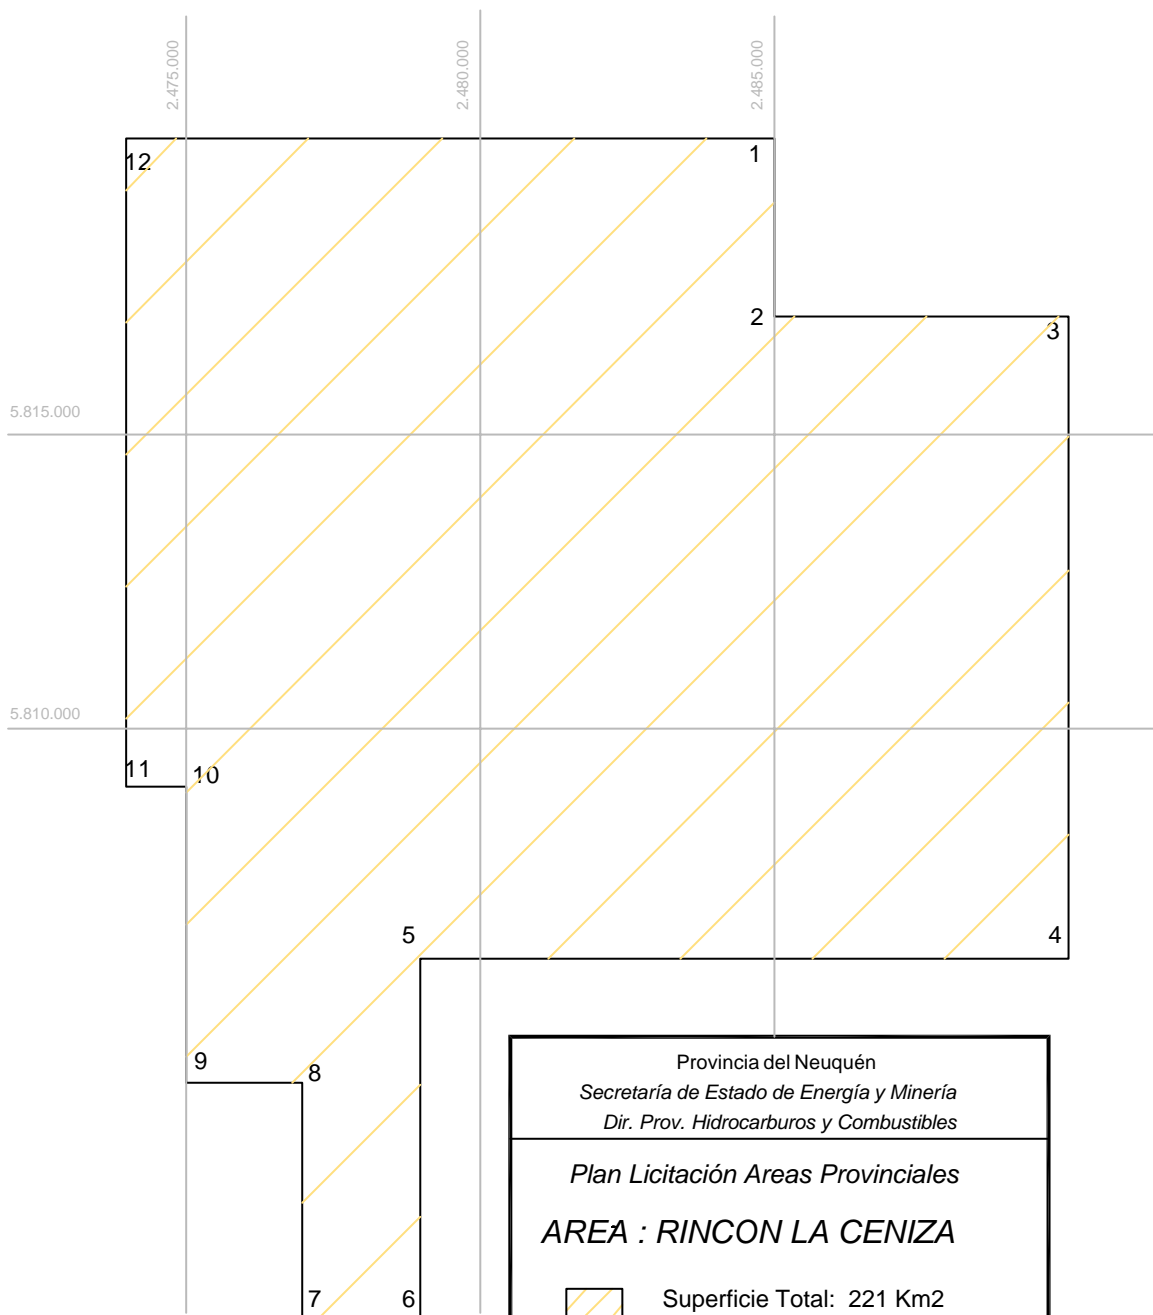 2.475.000
2.480.000
2.485.000
12
1
2
3
5.815.000
5.810.000
11
10
5
4
9
8
Provincia del Neuquén
Secretaría de Estado de Energía y Minería
Dir. Prov. Hidrocarburos y Combustibles
Plan Licitación Areas Provinciales
AREA : RINCON LA CENIZA
7
6
Superficie Total: 221 Km2